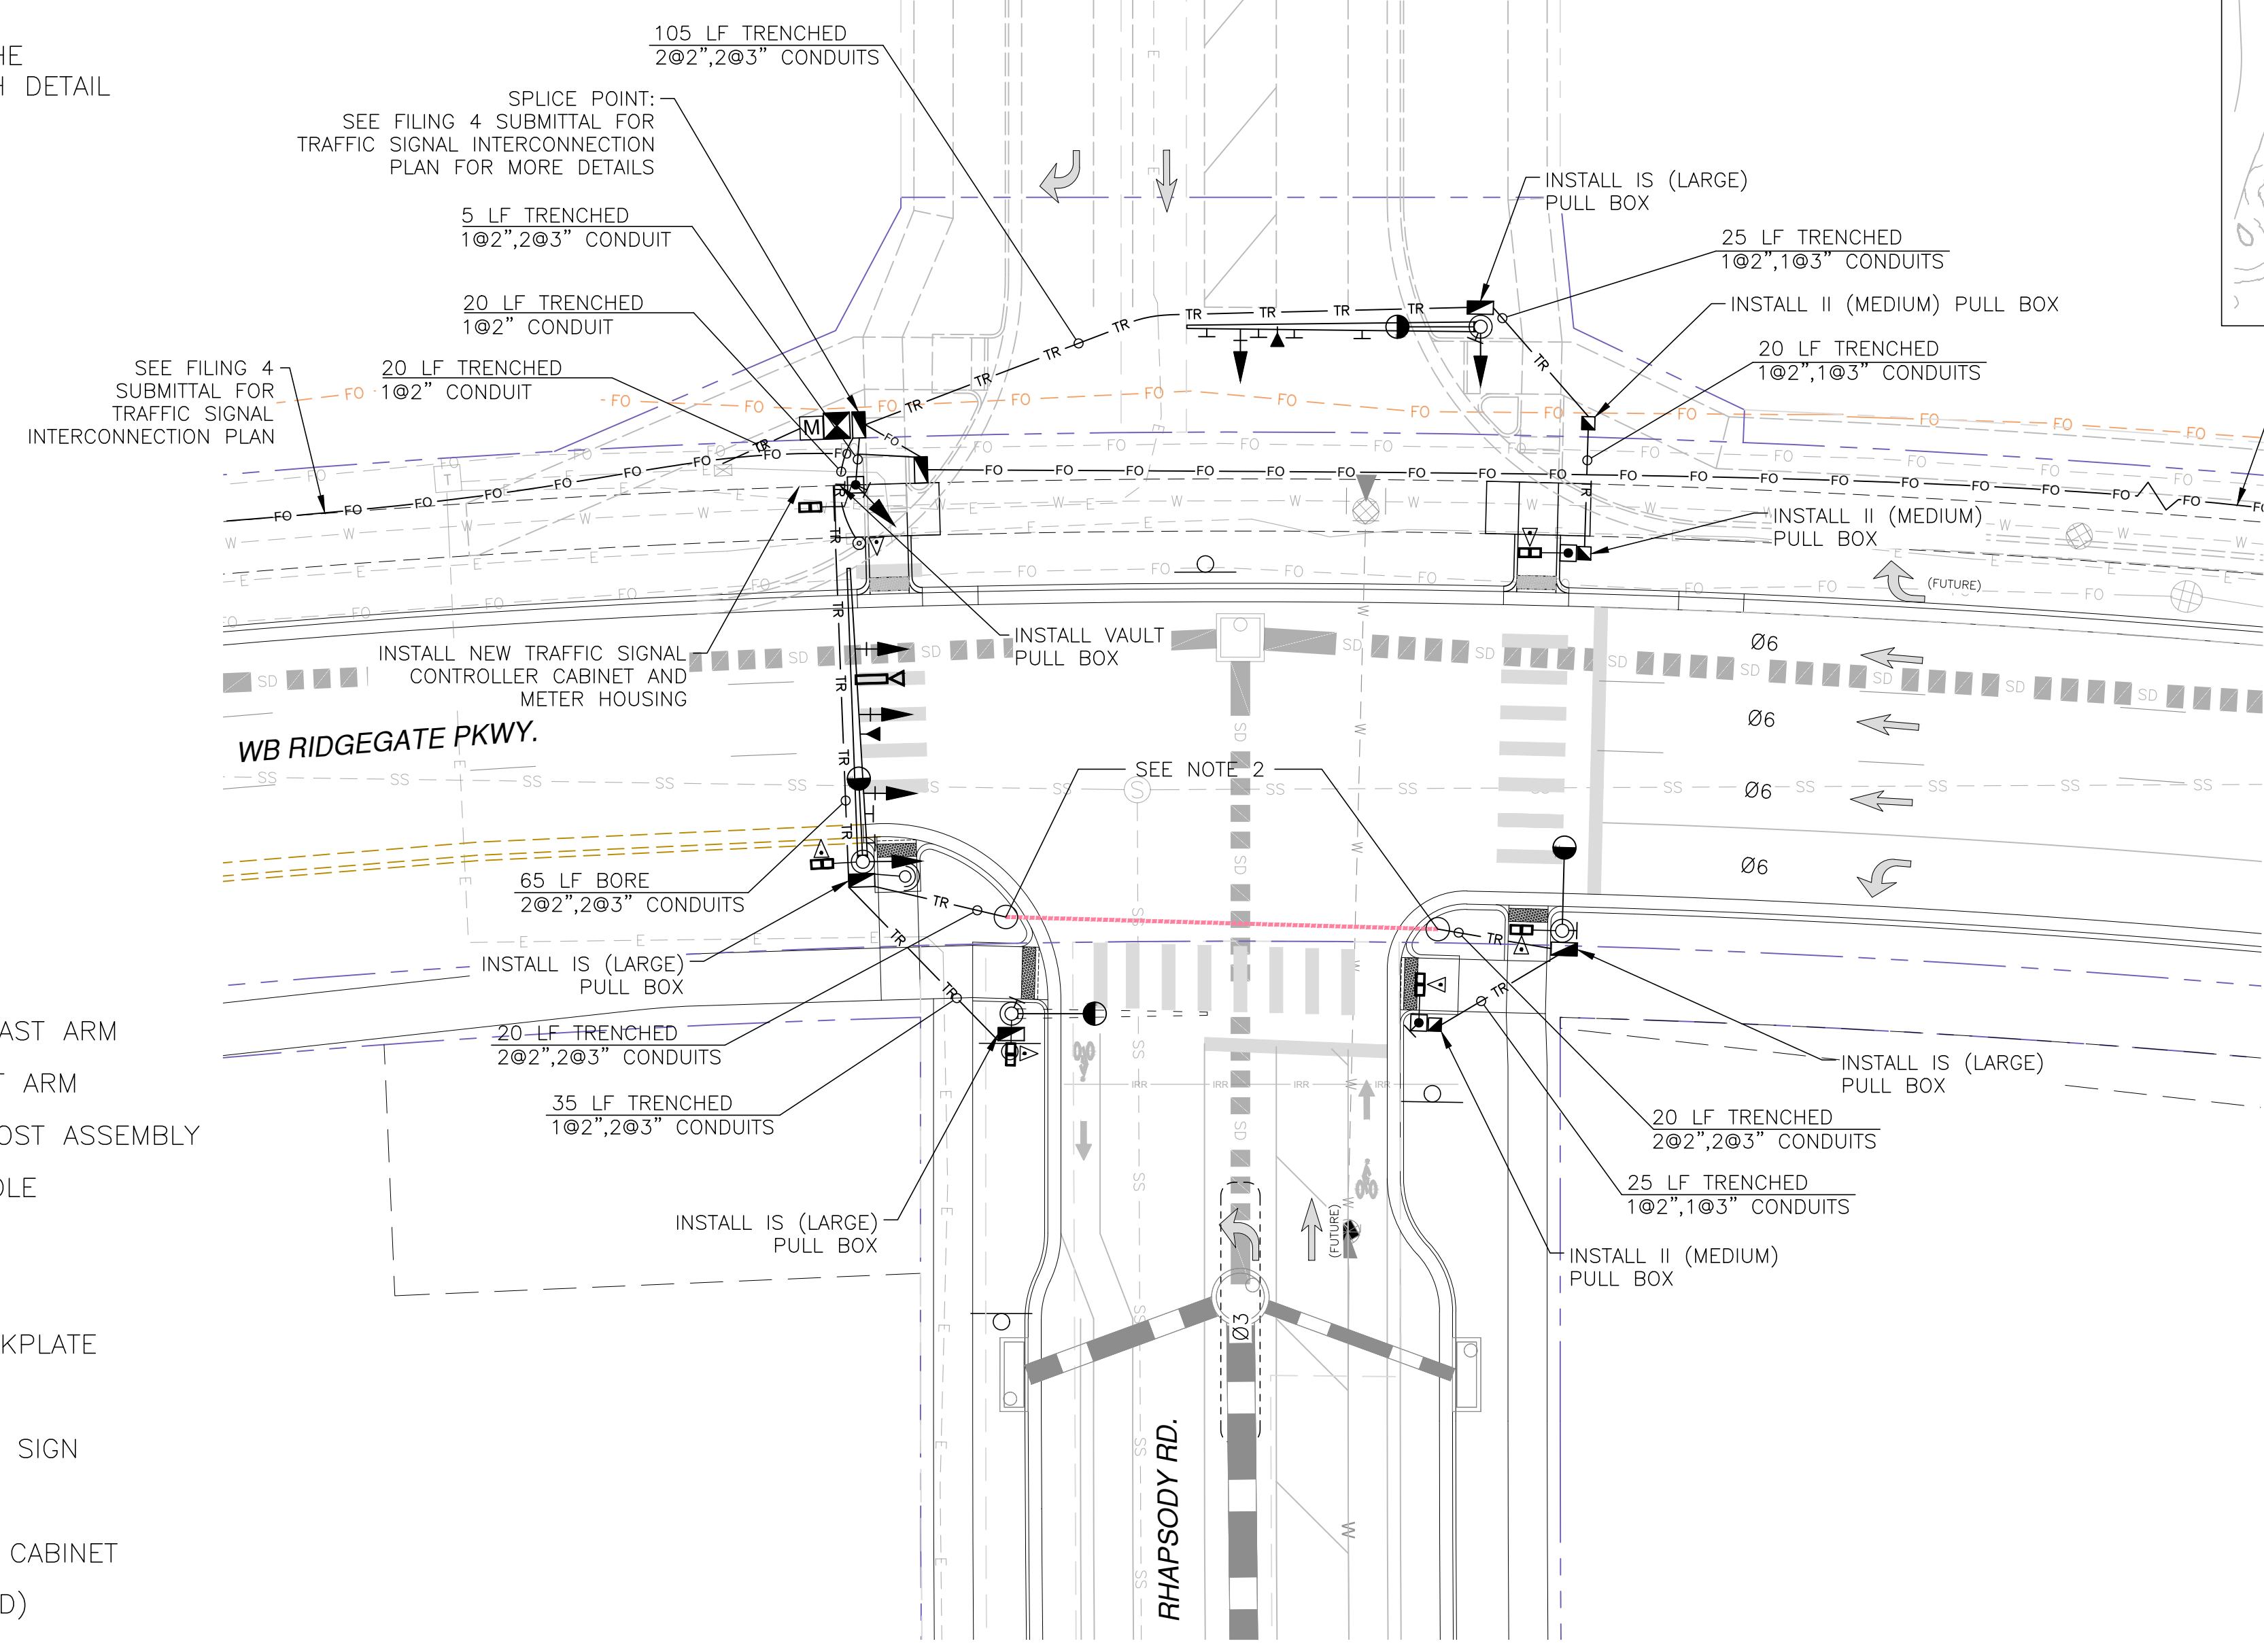 HE
H DETAIL
105 LF TRENCHED
2@2",2@3" CONDUITS
SPLICE POINT:
SEE FILING 4 SUBMITTAL FOR
TRAFFIC SIGNAL INTERCONNECTION
PLAN FOR MORE DETAILS
5 LF TRENCHED
1@2",2@3" CONDUIT
20 LF TRENCHED
1@2" CONDUIT
20 LF TRENCHED
1@2" CONDUIT
SEE FILING 4
SUBMITTAL FOR
TRAFFIC SIGNAL
INTERCONNECTION PLAN
INSTALL IS (LARGE)
PULL BOX
25 LF TRENCHED
1@2",1@3" CONDUITS
INSTALL II (MEDIUM) PULL BOX
20 LF TRENCHED
1@2",1@3" CONDUITS
INSTALL II (MEDIUM)
PULL BOX
(FUTURE)
M
T
TR
FO
W
E
SD
SS
S
IRR
INSTALL NEW TRAFFIC SIGNAL
CONTROLLER CABINET AND
METER HOUSING
INSTALL VAULT
PULL BOX
WB RIDGEGATE PKWY.
SEE NOTE 2
Ø6
Ø6
Ø6
Ø6
65 LF BORE
2@2",2@3" CONDUITS
INSTALL IS (LARGE)
PULL BOX
20 LF TRENCHED
2@2",2@3" CONDUITS
35 LF TRENCHED
1@2",2@3" CONDUITS
INSTALL IS (LARGE)
PULL BOX
INSTALL IS (LARGE)
PULL BOX
20 LF TRENCHED
2@2",2@3" CONDUITS
25 LF TRENCHED
1@2",1@3" CONDUITS
INSTALL II (MEDIUM)
PULL BOX
(FUTURE)
Ø3
RHAPSODY RD.
AST ARM
T ARM
OST ASSEMBLY
OLE
KPLATE
SIGN
CABINET
D)